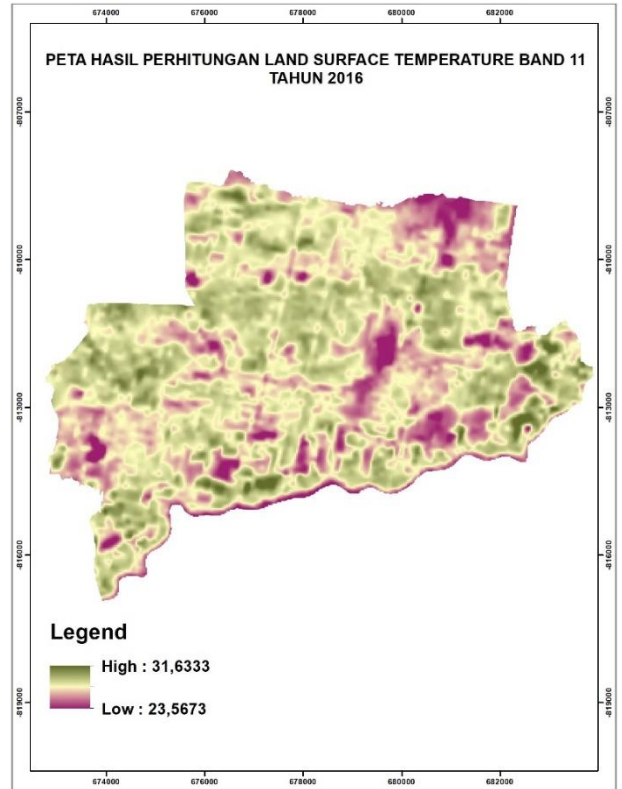 674000 676000 678000 680000 682000
PETA HASIL PERHITUNGAN LAND SURFACE TEMPERATURE BAND 11
TAHUN 2016
-807000 -807000
-810000 -810000
-813000 -813000
-816000 -816000
Legend
High : 31,6333
Low : 23,5673
-819000 -819000
674000 676000 678000 680000 682000